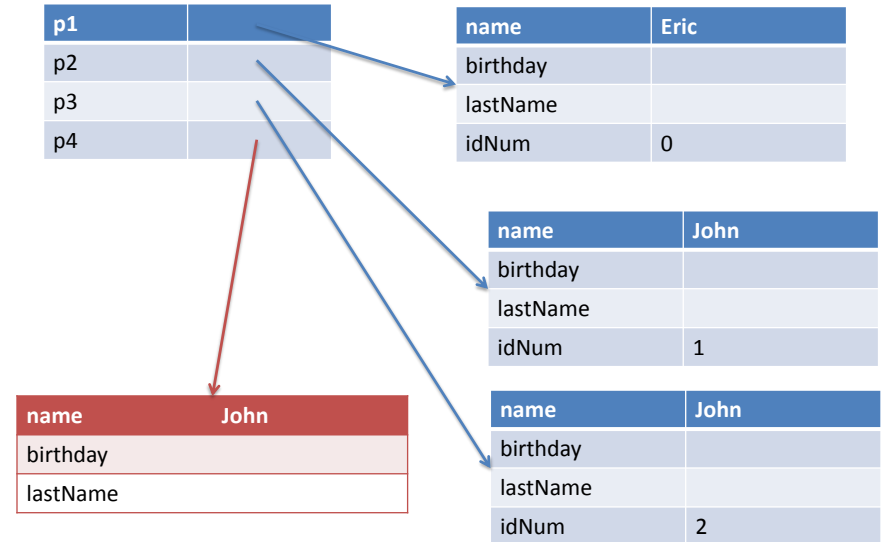 p1
p2
p3
p4
name Eric
birthday
lastName
idNum 0
name John
birthday
lastName
idNum 1
name John
birthday
lastName
name John
birthday
lastName
idNum 2